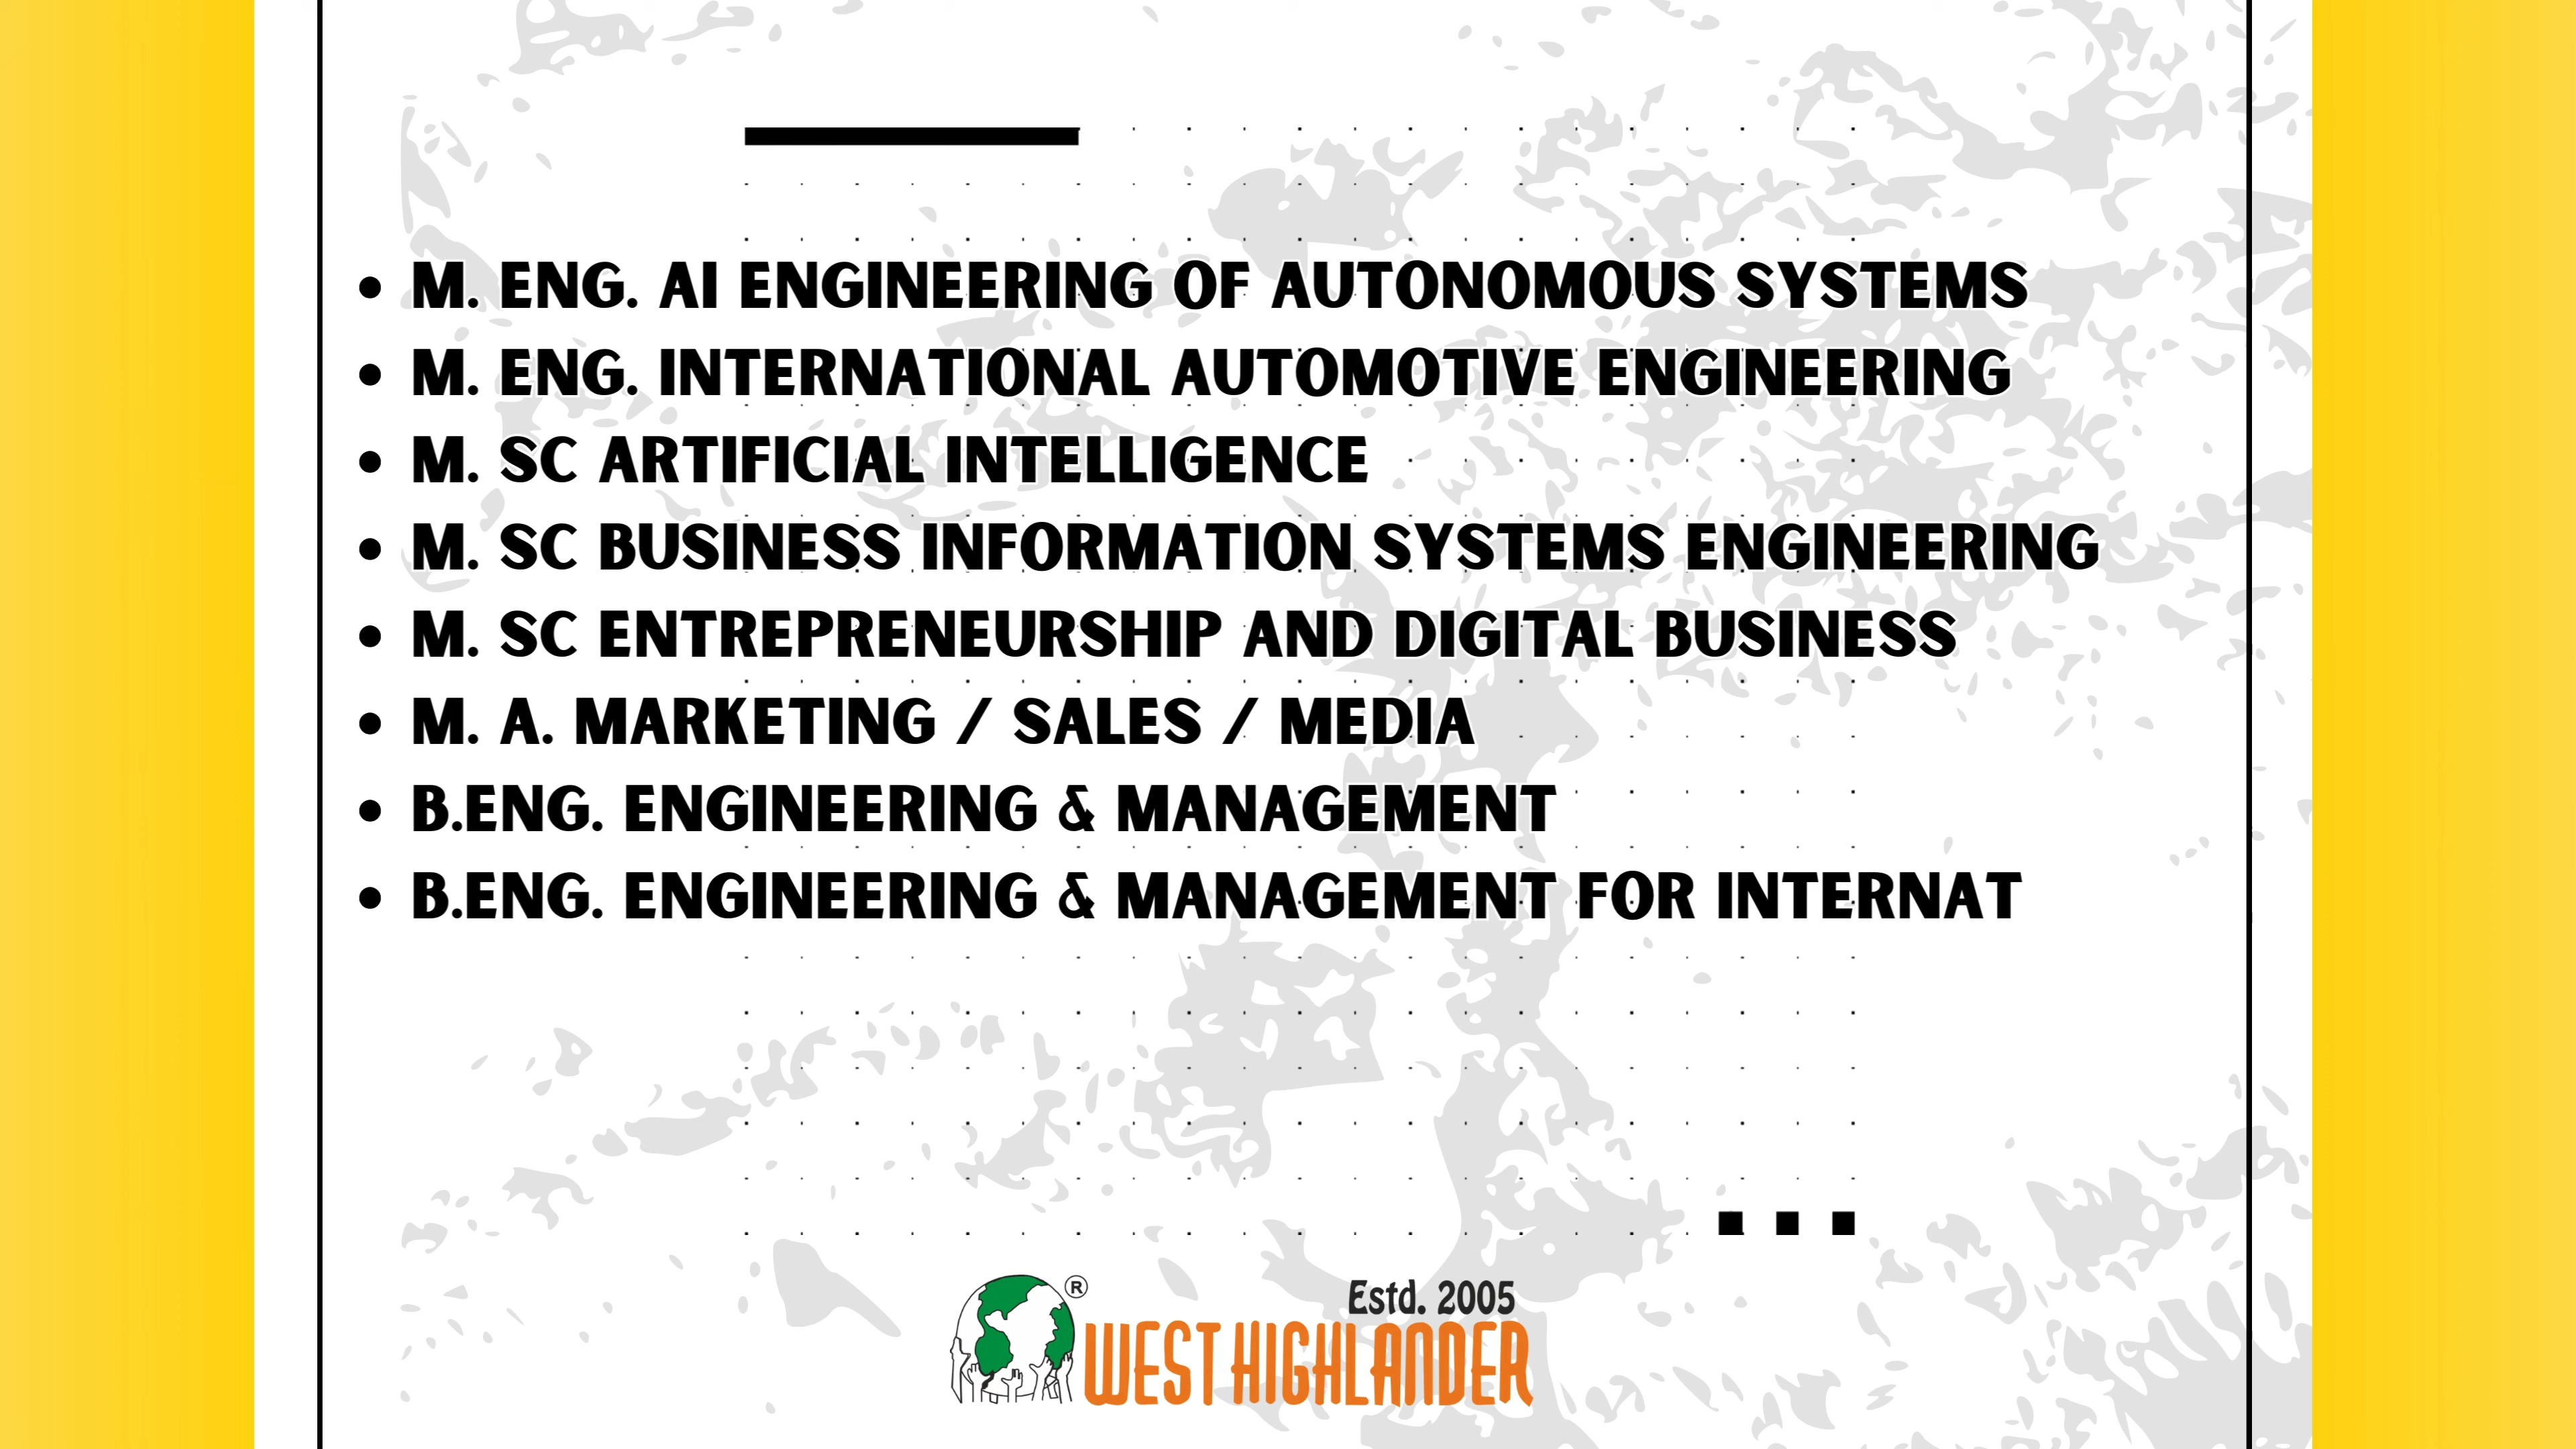 • M. ENG. AI ENGINEERING OF AUTONOMOUS SYSTEMS
• M. ENG. INTERNATIONAL AUTOMOTIVE ENGINEERING
• M. SC ARTIFICIAL INTELLIGENCE
• M. SC BUSINESS INFORMATION SYSTEMS ENGINEERING
• M. SC ENTREPRENEURSHIP AND DIGITAL BUSINESS
• M. A. MARKETING / SALES / MEDIA
• B.ENG. ENGINEERING & MANAGEMENT
• B.ENG. ENGINEERING & MANAGEMENT FOR INTERNAT
®
Estd. 2005
WEST HIGHLANDER